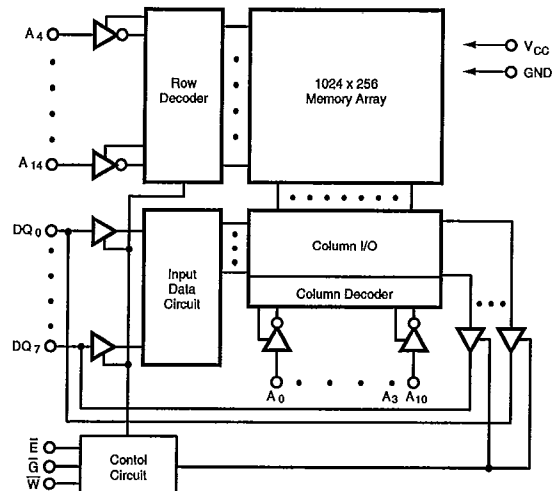 A4
Row
Decoder
1024 x 256
Memory Array
VCC
GND
A14
DQ0
Input
Data
Circuit
Column I/O
Column Decoder
DQ7
A0
A3 A10
E
G
W
Contol
Circuit